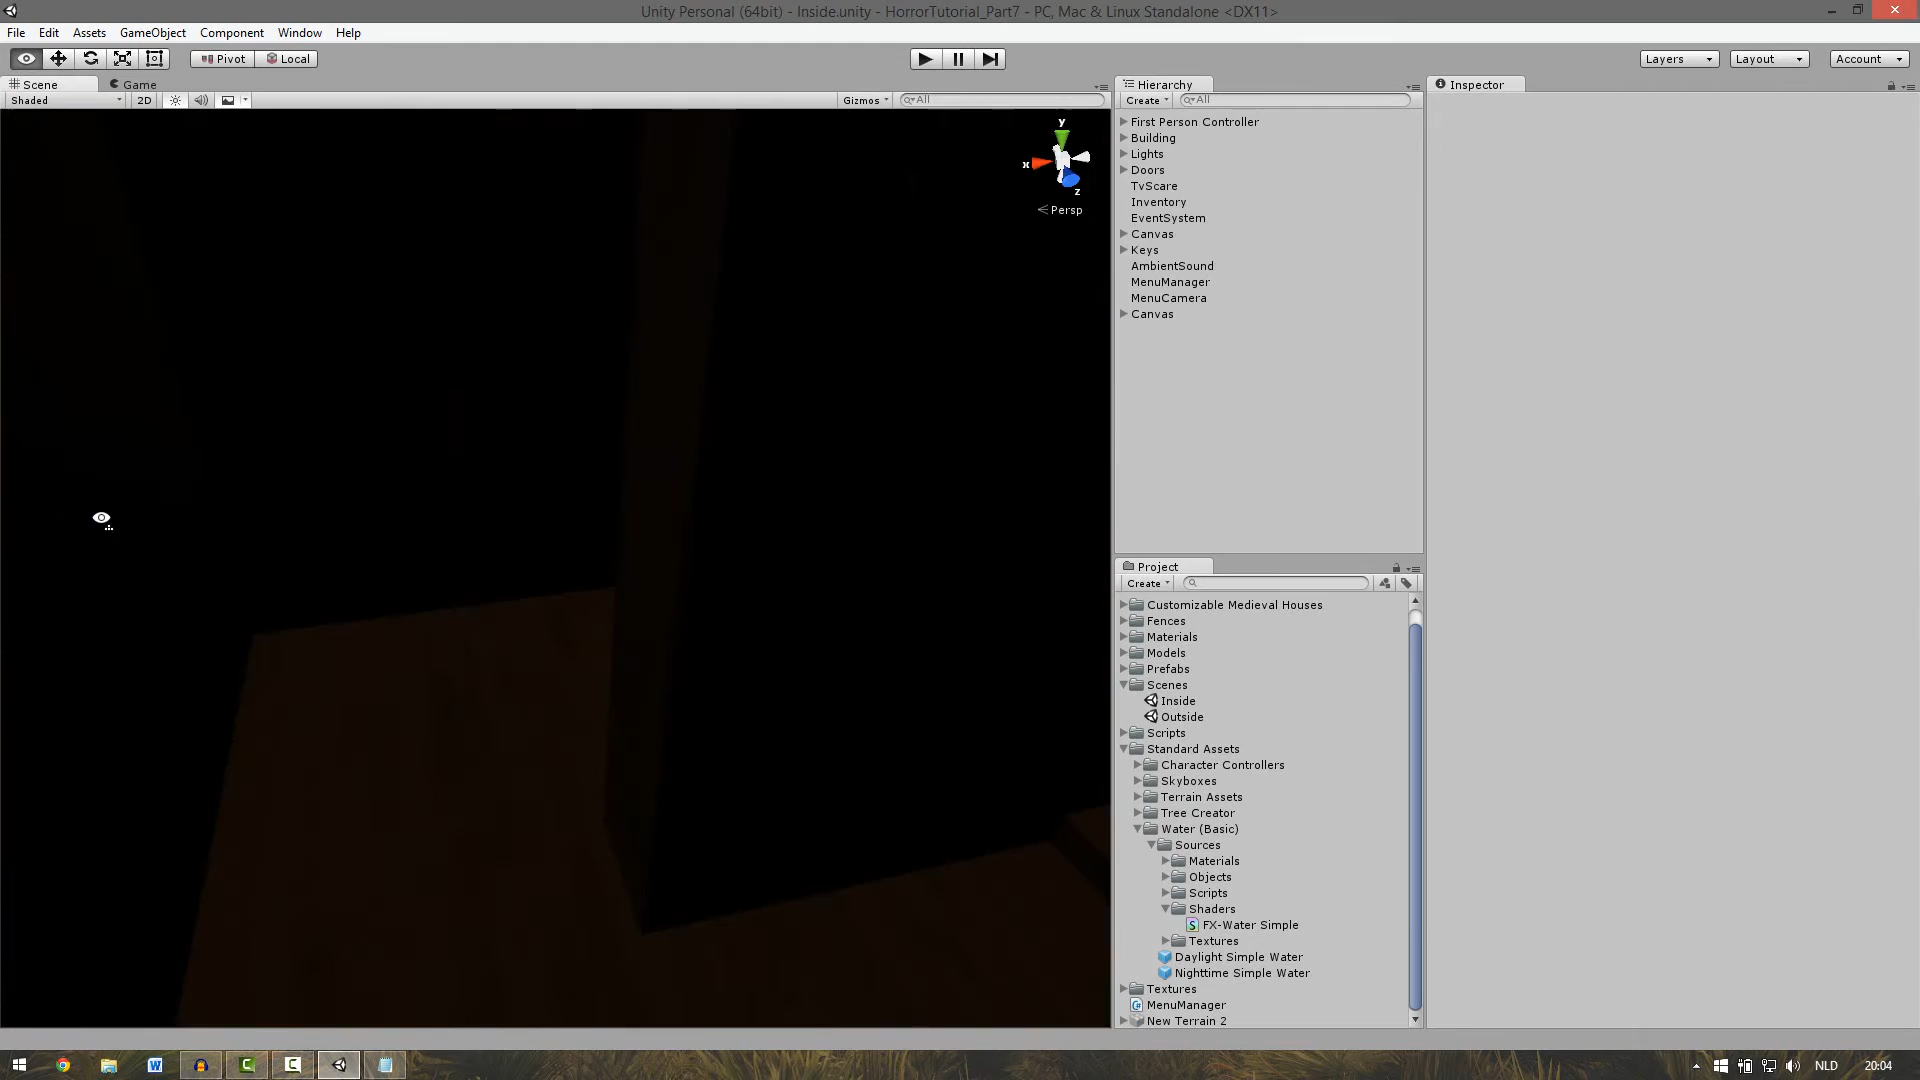 Unity Personal (64bit) - Inside.unity - HorrorTutorial_Part7 - PC, Mac & Linux Standalone <DX11>
File Edit Assets GameObject Component Window Help
Pivot Local Layers Layout Account
Scene Game Hierarchy Inspector
Shaded 2D Gizmos All Create All
First Person Controller
Building
Lights
Doors
TvScare
Inventory
EventSystem
Canvas
Keys
AmbientSound
MenuManager
MenuCamera
Canvas
y
x
z
Persp
Project
Create
Customizable Medieval Houses
Fences
Materials
Models
Prefabs
Scenes
Inside
Outside
Scripts
Standard Assets
Character Controllers
Skyboxes
Terrain Assets
Tree Creator
Water (Basic)
Sources
Materials
Objects
Scripts
Shaders
FX-Water Simple
Textures
Daylight Simple Water
Nighttime Simple Water
Textures
MenuManager
New Terrain 2
NLD 20:04